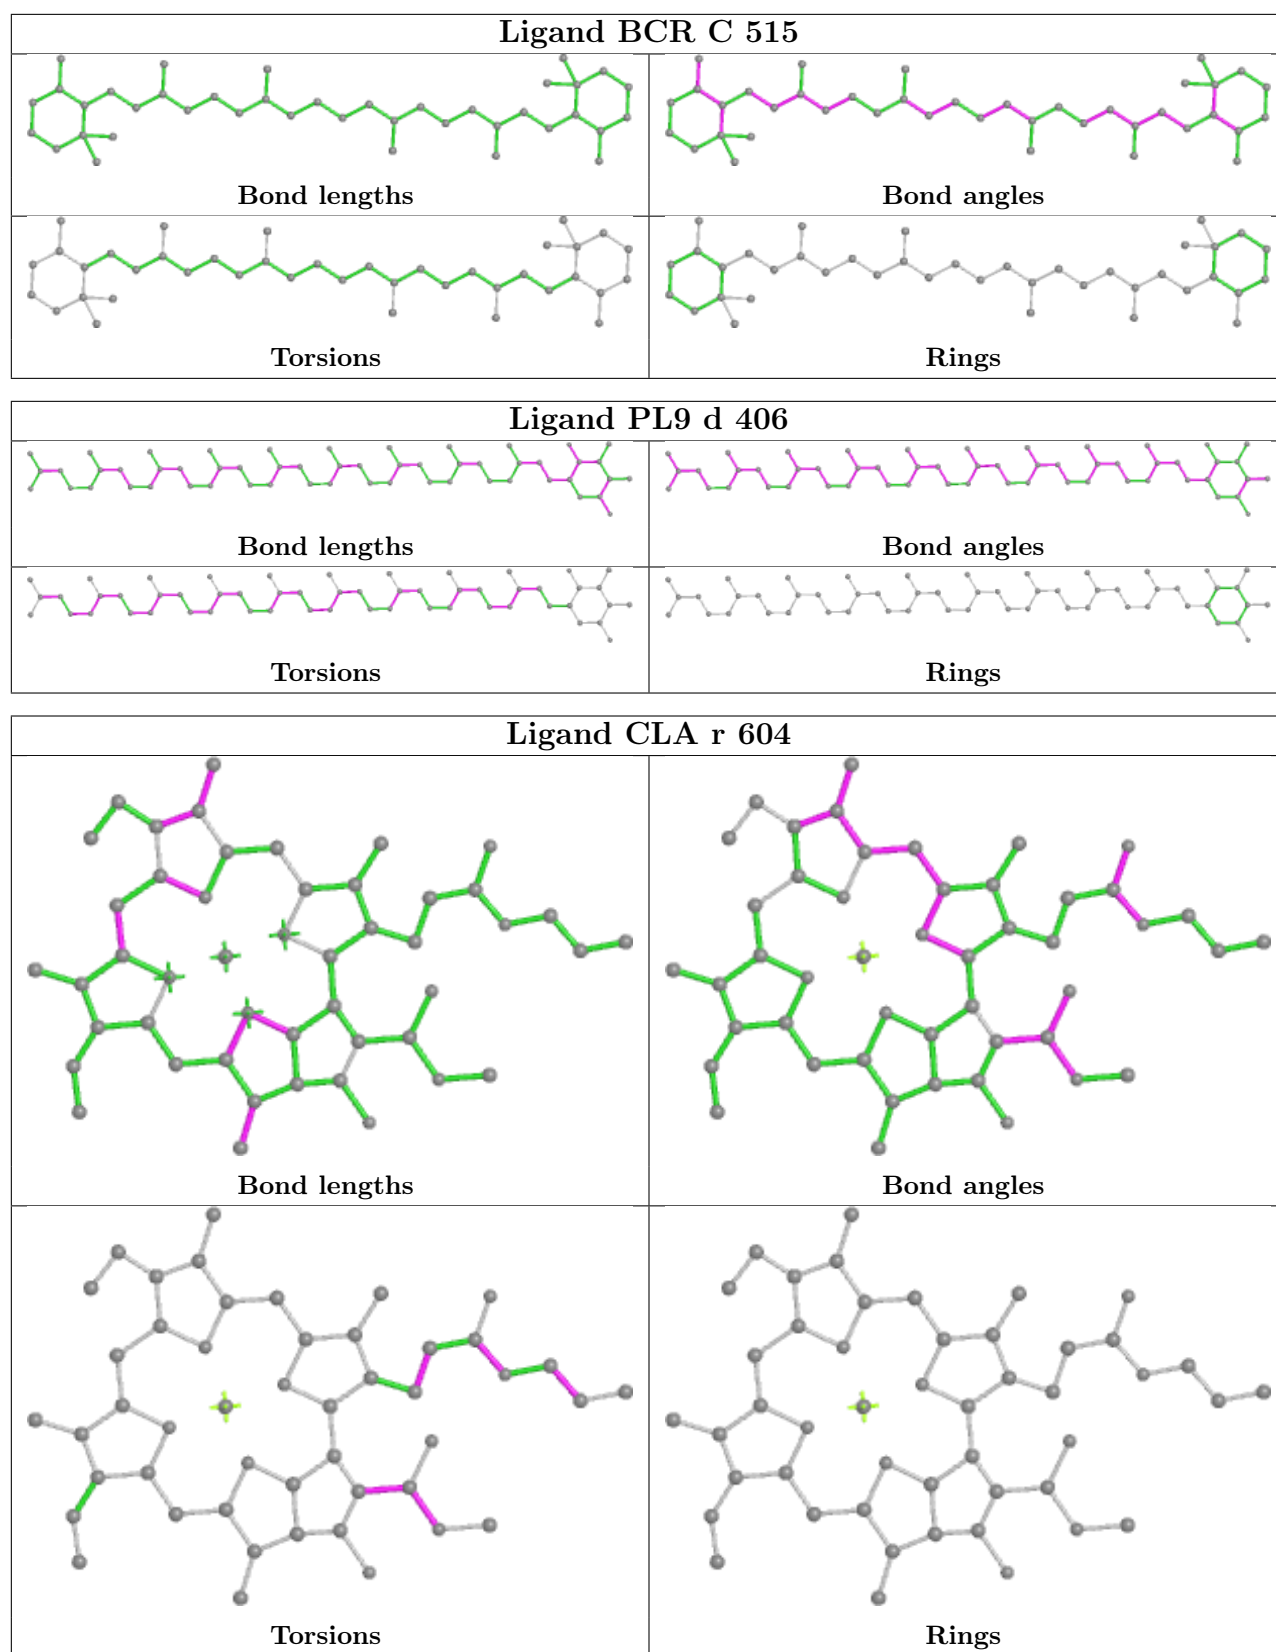 Ligand BCR C 515
Bond lengths
Bond angles
Torsions
Rings
Ligand PL9 d 406
Bond lengths
Bond angles
Torsions
Rings
Ligand CLA r 604
Bond lengths
Bond angles
Torsions
Rings